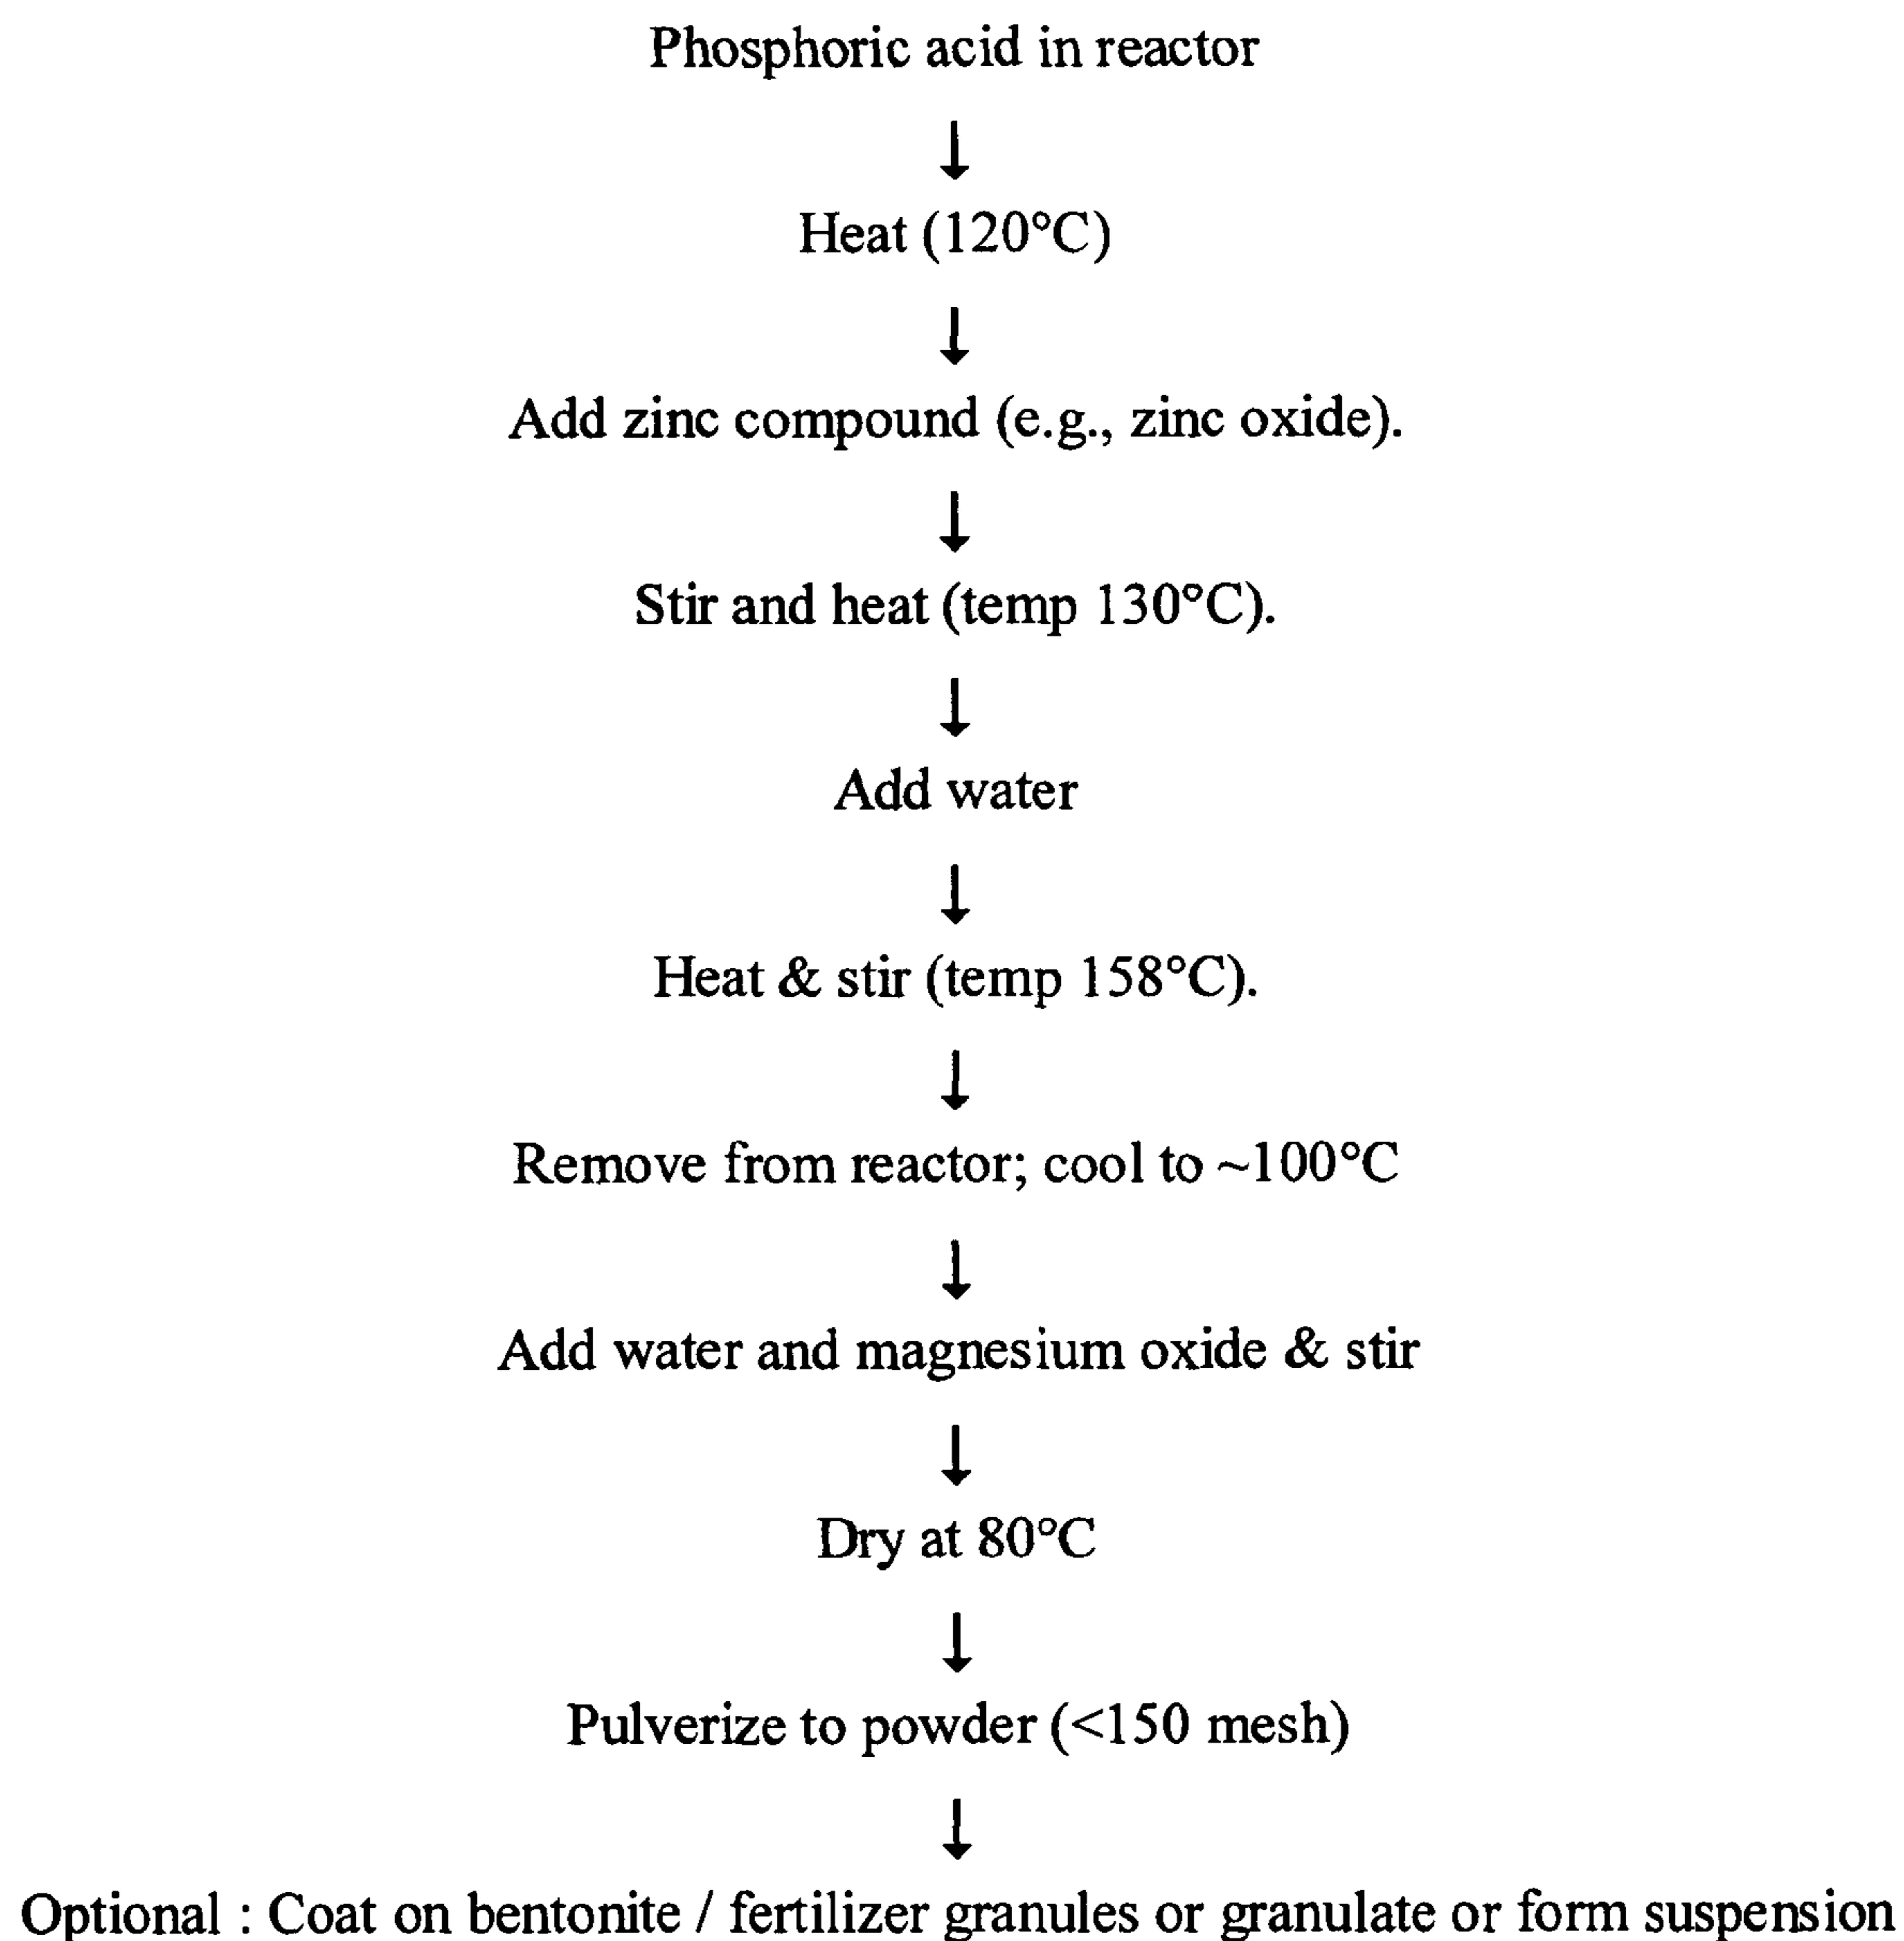 Phosphoric acid in reactor
↓
Heat (120°C)
↓
Add zinc compound (e.g., zinc oxide).
↓
Stir and heat (temp 130°C).
↓
Add water
↓
Heat & stir (temp 158°C).
↓
Remove from reactor; cool to ~100°C
↓
Add water and magnesium oxide & stir
↓
Dry at 80°C
↓
Pulverize to powder (<150 mesh)
↓
Optional : Coat on bentonite / fertilizer granules or granulate or form suspension